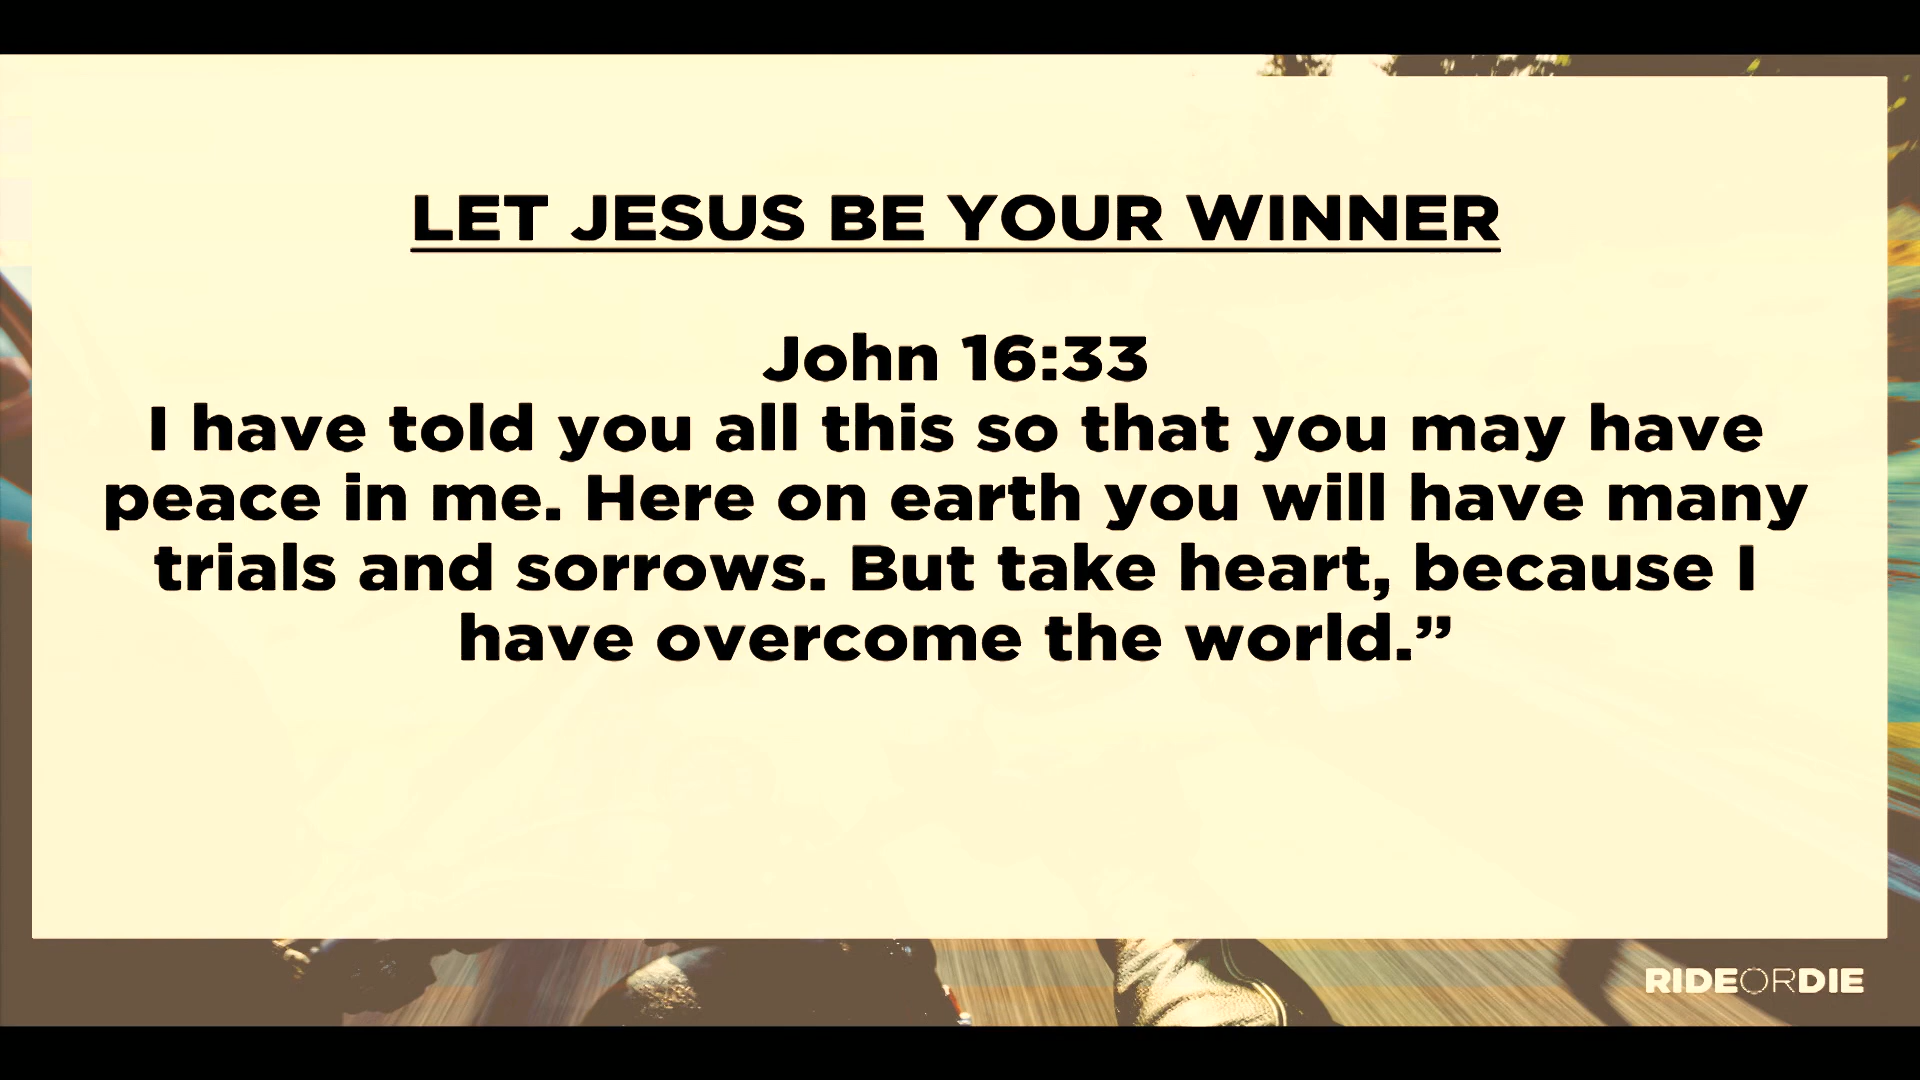 LET JESUS BE YOUR WINNER
John 16:33
I have told you all this so that you may have
peace in me. Here on earth you will have many
trials and sorrows. But take heart, because I
have overcome the world.”
RIDEORDIE